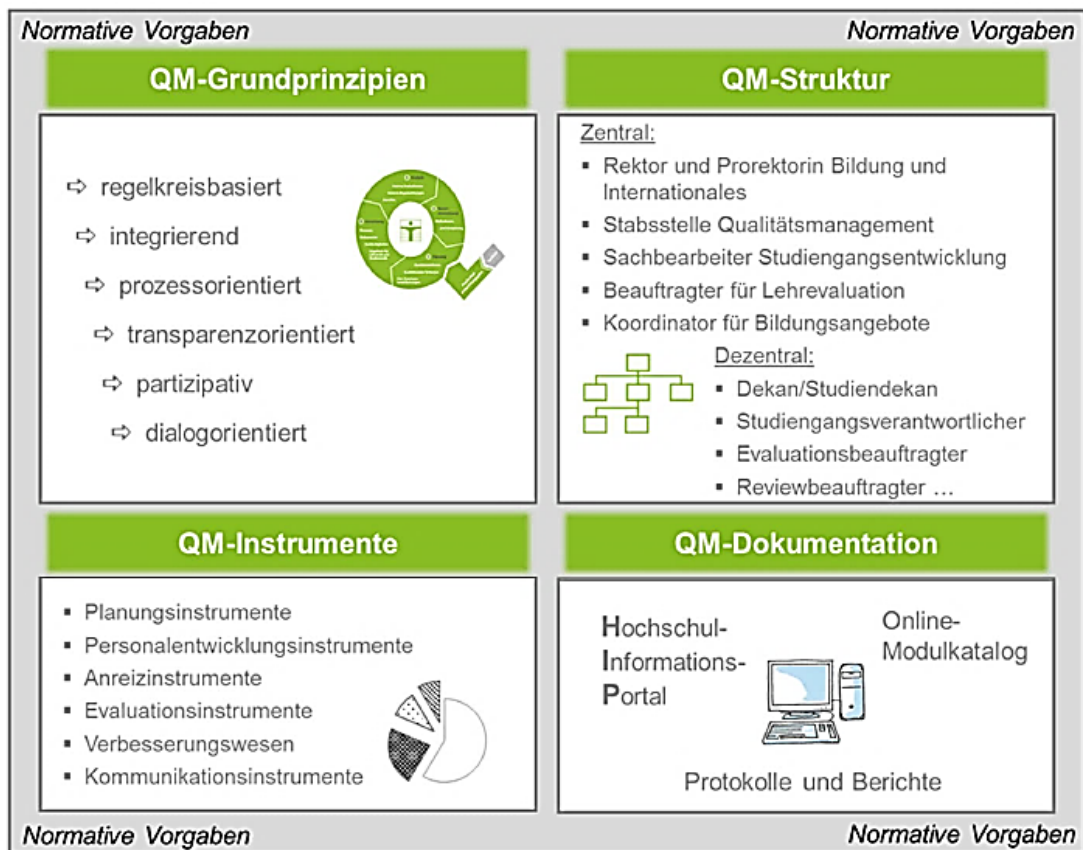 Normative Vorgaben
Normative Vorgaben
QM-Grundprinzipien
⇨ regelkreisbasiert
⇨ integrierend
⇨ prozessorientiert
⇨ transparenzorientiert
⇨ partizipativ
⇨ dialogorientiert
QM-Struktur
Zentral:
▪ Rektor und Prorektorin Bildung und
Internationales
▪ Stabsstelle Qualitätsmanagement
▪ Sachbearbeiter Studiengangsentwicklung
▪ Beauftragter für Lehrevaluation
▪ Koordinator für Bildungsangebote
Dezentral:
▪ Dekan/Studiendekan
▪ Studiengangsverantwortlicher
▪ Evaluationsbeauftragter
▪ Reviewbeauftragter …
QM-Instrumente
▪ Planungsinstrumente
▪ Personalentwicklungsinstrumente
▪ Anreizinstrumente
▪ Evaluationsinstrumente
▪ Verbesserungswesen
▪ Kommunikationsinstrumente
QM-Dokumentation
Hochschul-
Informations-
Portal
Online-
Modulkatalog
Protokolle und Berichte
Normative Vorgaben
Normative Vorgaben